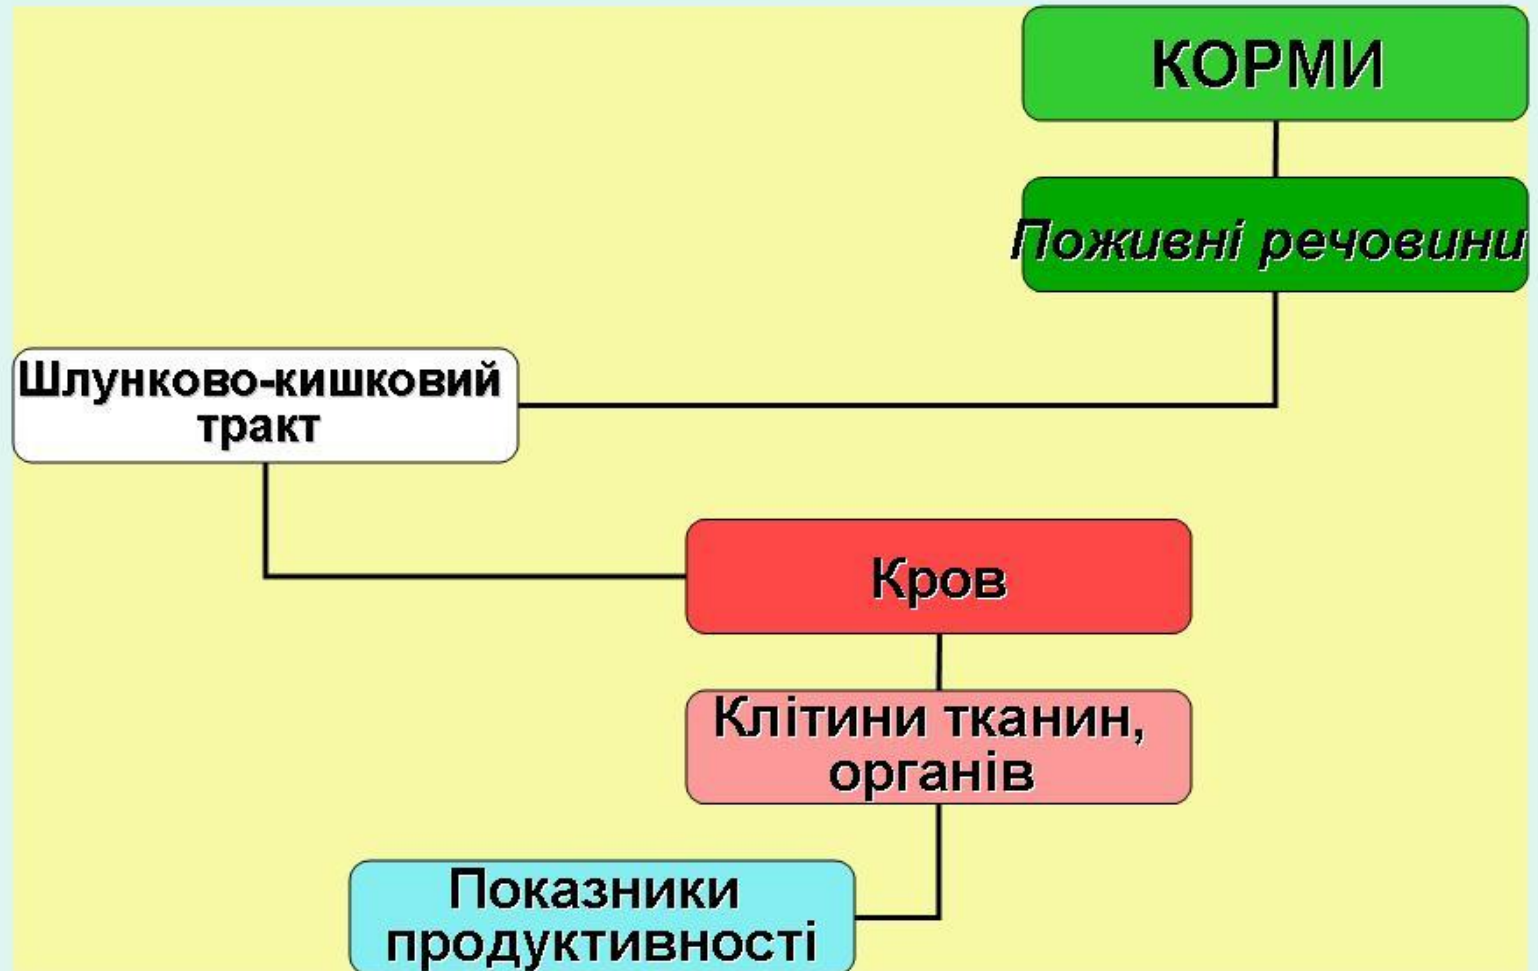 КОРМИ
Поживні речовини
Шлунково-кишковий
тракт
Кров
Клітини тканин,
органів
Показники
продуктивності